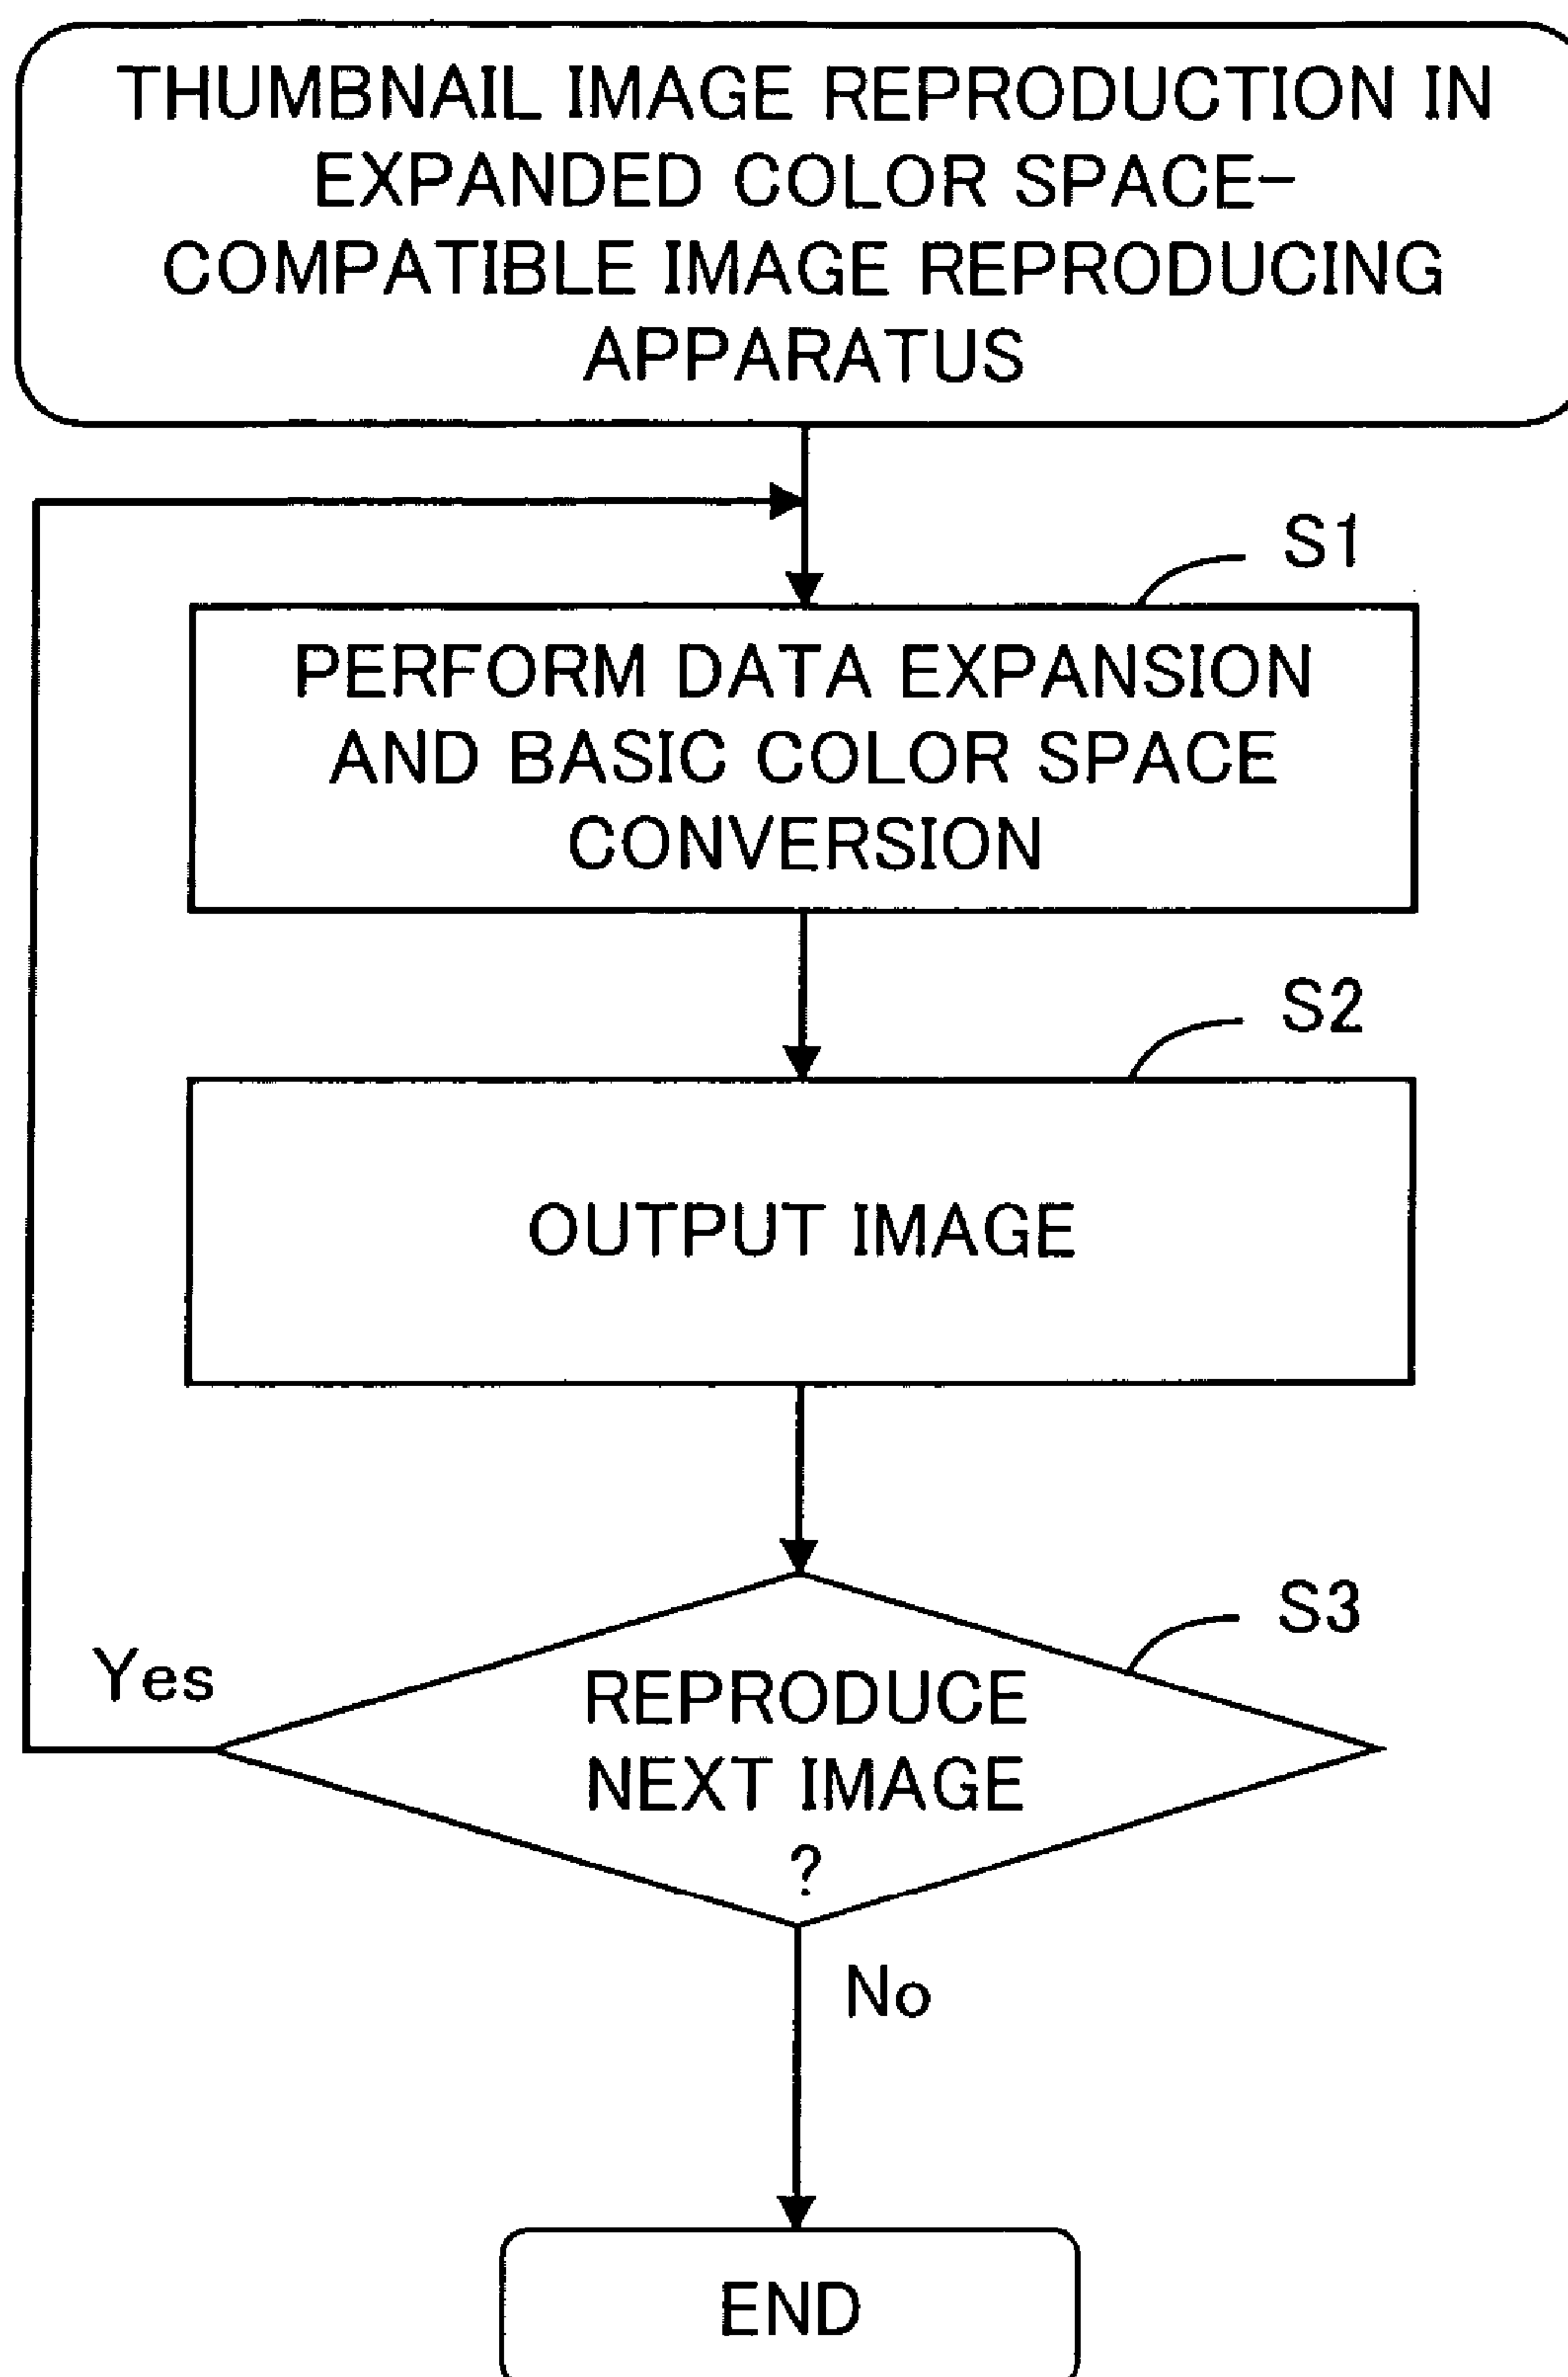 THUMBNAIL IMAGE REPRODUCTION IN
EXPANDED COLOR SPACE-
COMPATIBLE IMAGE REPRODUCING
APPARATUS
S1
PERFORM DATA EXPANSION
AND BASIC COLOR SPACE
CONVERSION
S2
OUTPUT IMAGE
S3
Yes
REPRODUCE
NEXT IMAGE
?
No
END